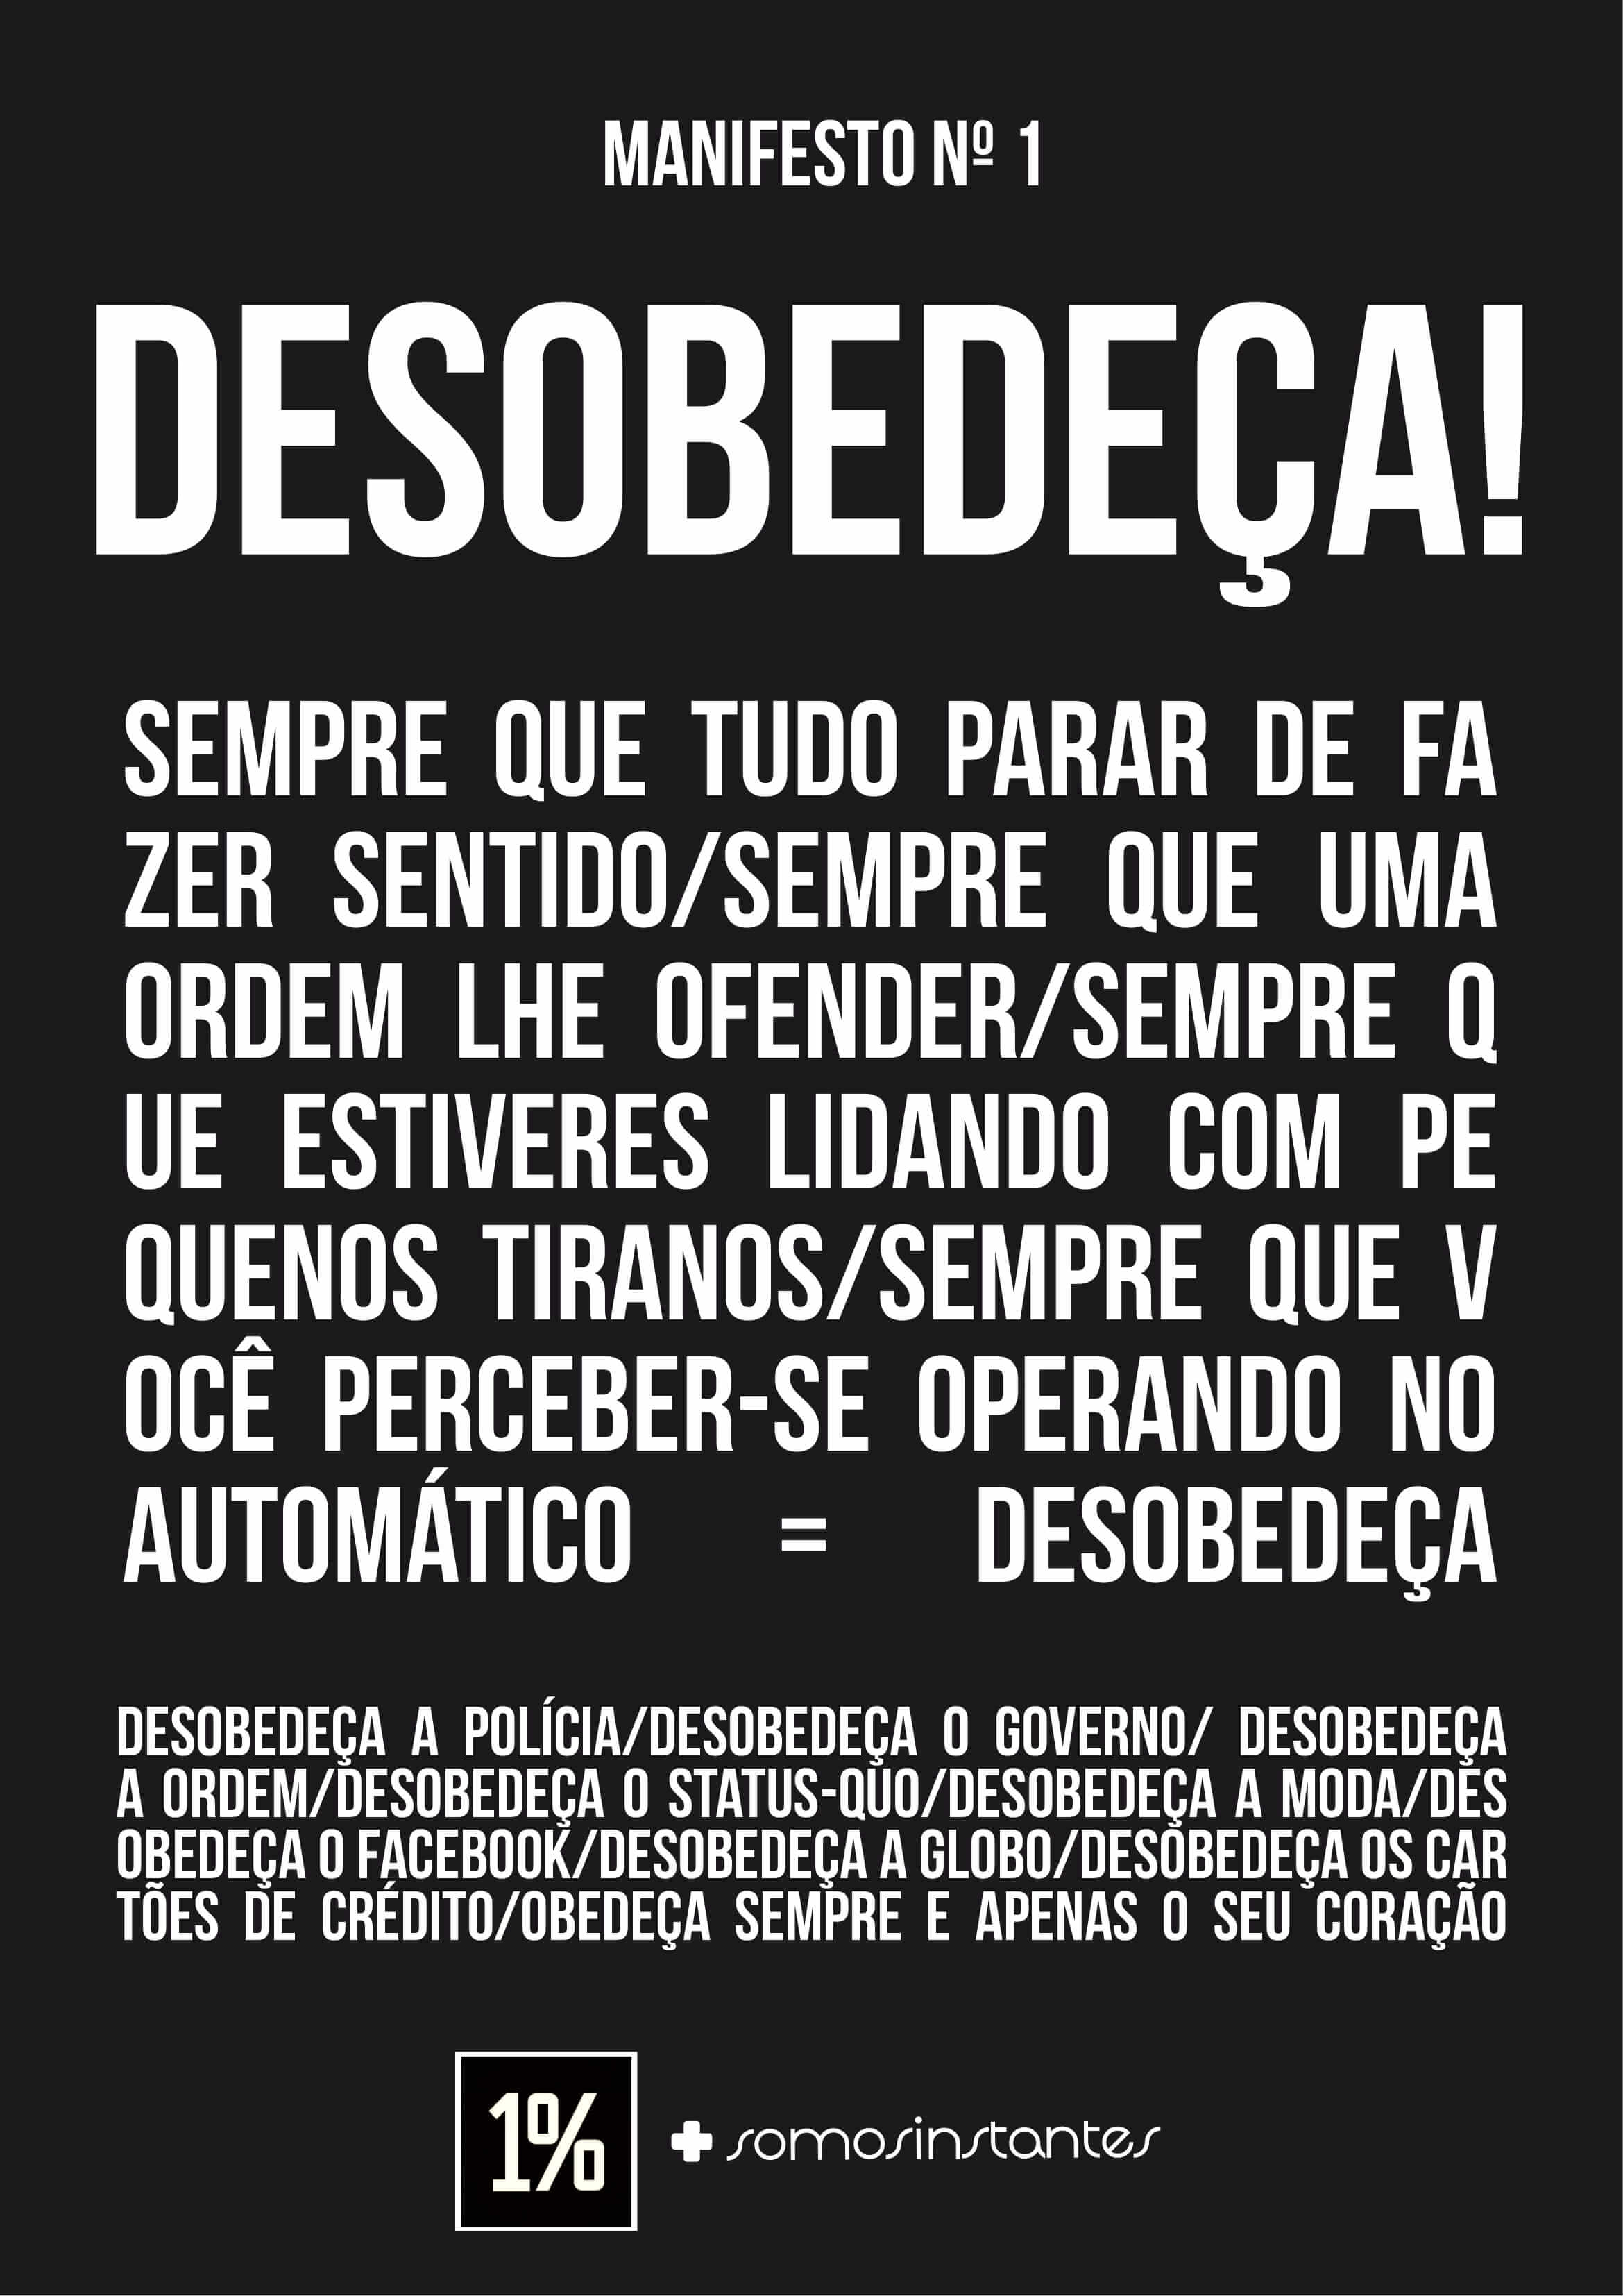 MANIFESTO Nº 1
DESOBEDEÇA!
SEMPRE QUE TUDO PARAR DE FA
ZER SENTIDO/SEMPRE QUE UMA
ORDEM LHE OFENDER/SEMPRE Q
UE ESTIVERES LIDANDO COM PE
QUENOS TIRANOS/SEMPRE QUE V
OCÊ PERCEBER-SE OPERANDO NO
AUTOMÁTICO = DESOBEDEÇA
DESOBEDEÇA A POLÍCIA/DESOBEDEÇA O GOVERNO/ DESOBEDEÇA
A ORDEM/DESOBEDEÇA O STATUS-QUO/DESOBEDEÇA A MODA/DES
OBEDEÇA O FACEBOOK/DESOBEDEÇA A GLOBO/DESOBEDEÇA OS CAR
TÕES DE CRÉDITO/OBEDEÇA SEMPRE E APENAS O SEU CORAÇÃO
1% + somosinstantes